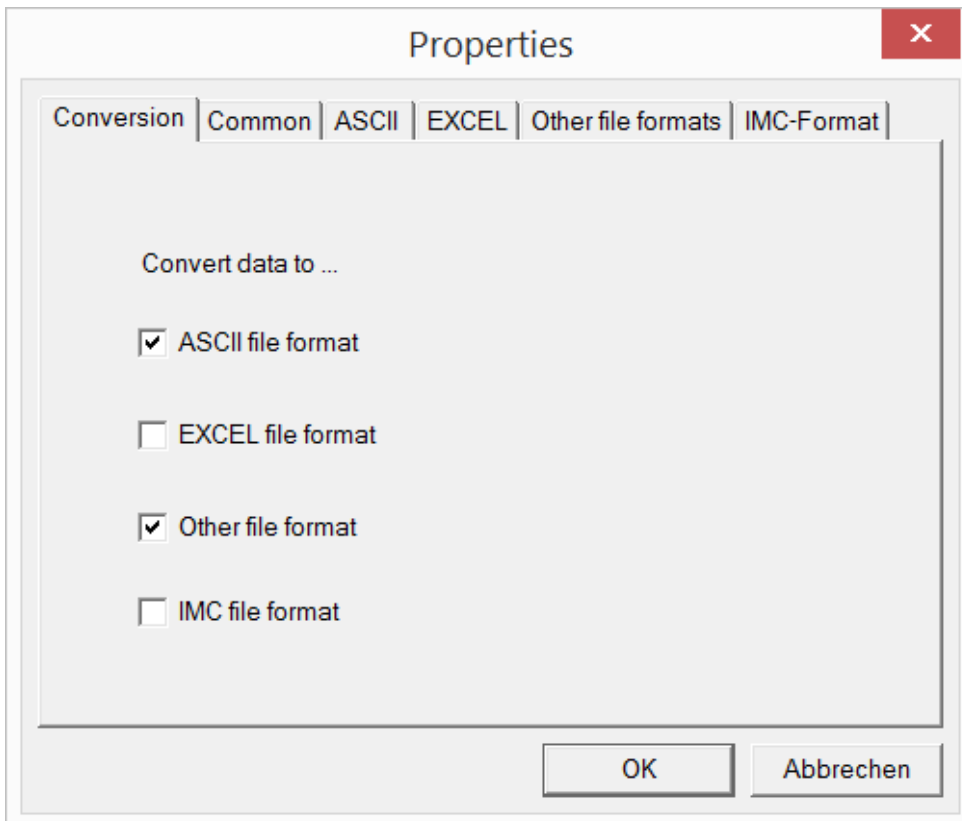 Properties
Conversion Common ASCII EXCEL Other file formats IMC-Format
Convert data to ...
ASCII file format
EXCEL file format
Other file format
IMC file format
OK Abbrechen